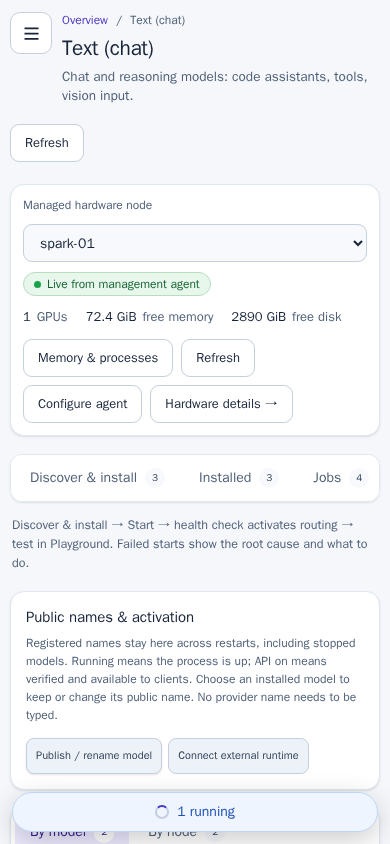 Overview / Text (chat)
Text (chat)
Chat and reasoning models: code assistants, tools,
vision input.
Refresh
Managed hardware node
spark-01
Live from management agent
1 GPUs 72.4 GiB free memory 2890 GiB free disk
Memory & processes Refresh
Configure agent Hardware details →
Discover & install 3 Installed 3 Jobs 4
Discover & install → Start → health check activates routing →
test in Playground. Failed starts show the root cause and what to
do.
Public names & activation
Registered names stay here across restarts, including stopped
models. Running means the process is up; API on means
verified and available to clients. Choose an installed model to
keep or change its public name. No provider name needs to be
typed.
Publish / rename model Connect external runtime
1 running
By model 2 By node 2